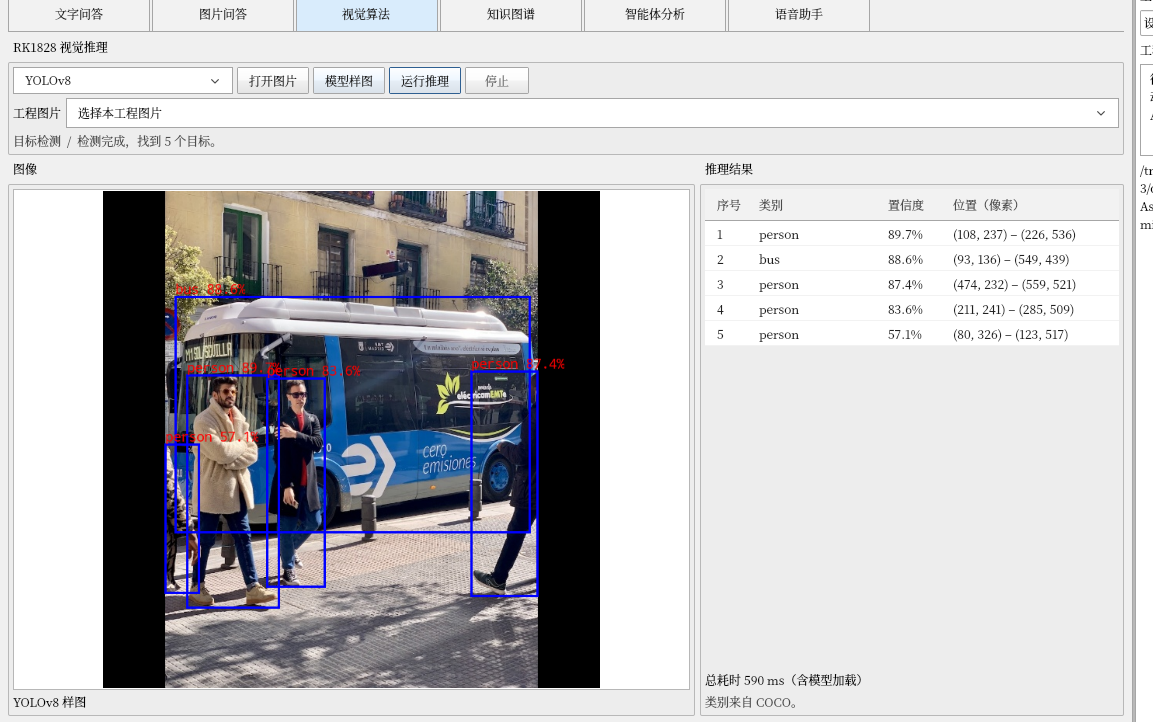 文字问答
图片问答
视觉算法
知识图谱
智能体分析
语音助手
RK1828 视觉推理
YOLOv8
打开图片
模型样图
运行推理
停止
工程图片
选择本工程图片
目标检测 / 检测完成，找到 5 个目标。
图像
推理结果
序号 类别 置信度 位置（像素）
1 person 89.7% (108, 237) – (226, 536)
2 bus 88.6% (93, 136) – (549, 439)
3 person 87.4% (474, 232) – (559, 521)
4 person 83.6% (211, 241) – (285, 509)
5 person 57.1% (80, 326) – (123, 517)
bus 88.6%
person 87.4%
person 89.7%
person 83.6%
person 57.1%
cero
emisiones
总耗时 590 ms（含模型加载）
类别来自 COCO。
YOLOv8 样图